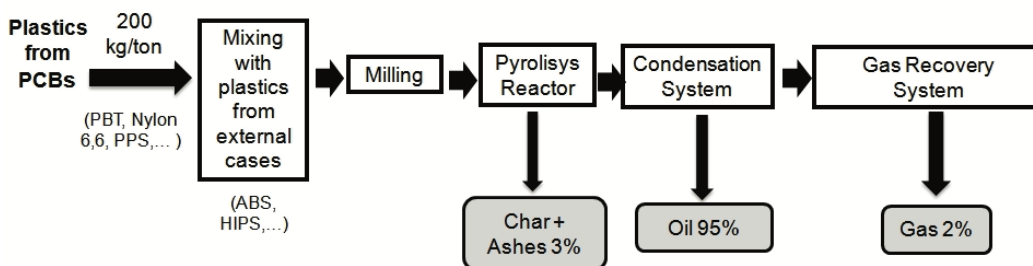 Plastics
from
PCBs
200
kg/ton
(PBT, Nylon
6,6, PPS,... )
Mixing
with
plastics
from
external
cases
(ABS,
HIPS,...)
Milling
Pyrolisys
Reactor
Condensation
System
Gas Recovery
System
Char +
Ashes 3%
Oil 95%
Gas 2%